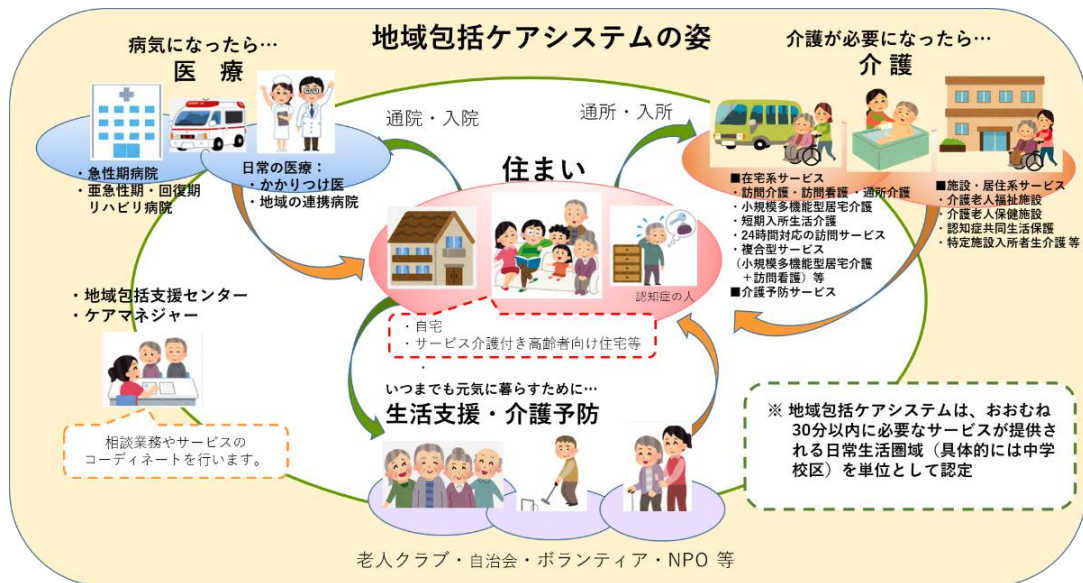 地域包括ケアシステムの姿
病気になったら…
医 療
・急性期病院
・亜急性期・回復期
リハビリ病院
日常の医療：
・かかりつけ医
・地域の連携病院
通院・入院
通所・入所
介護が必要になったら…
介 護
■在宅系サービス
・訪問介護・訪問看護・通所介護
・小規模多機能型居宅介護
・短期入所生活介護
・24時間対応の訪問サービス
・複合型サービス
（小規模多機能型居宅介護
＋訪問看護）等
■介護予防サービス
■施設・居住系サービス
・介護老人福祉施設
・介護老人保健施設
・認知症共同生活保護
・特定施設入所者生介護 等
住まい
認知症の人
・自宅
・サービス介護付き高齢者向け住宅等
・
・地域包括支援センター
・ケアマネジャー
相談業務やサービスの
コーディネートを行います。
いつまでも元気に暮らすために…
生活支援・介護予防
老人クラブ・自治会・ボランティア・NPO 等
※ 地域包括ケアシステムは、おおむね
30分以内に必要なサービスが提供さ
れる日常生活圏域（具体的には中学
校区）を単位として認定